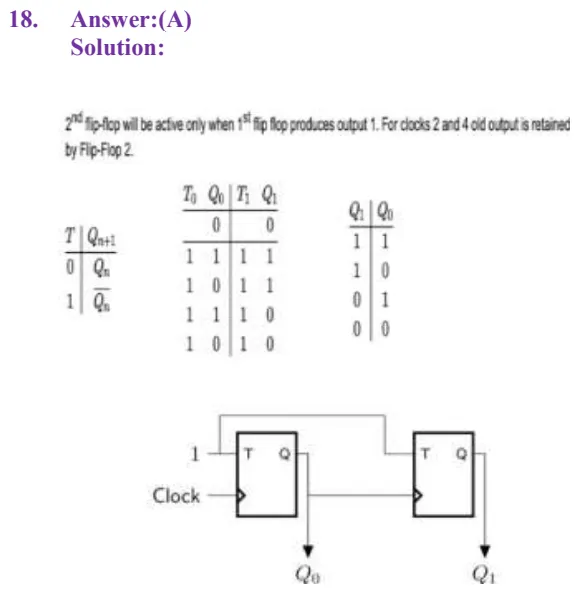 18. Answer:(A)
Solution:
2nd flip-flop will be active only when 1st flip flop produces output 1. For clocks 2 and 4 old output is retained
by Flip-Flop 2.
T Qn+1
0 Qn
1 Q̅n
T0 Q0 T1 Q1
0 0
1 1 1 1
1 0 1 1
1 1 1 0
1 0 1 0
Q1 Q0
1 1
1 0
0 1
0 0
1 T Q T Q
Clock
Q0 Q1